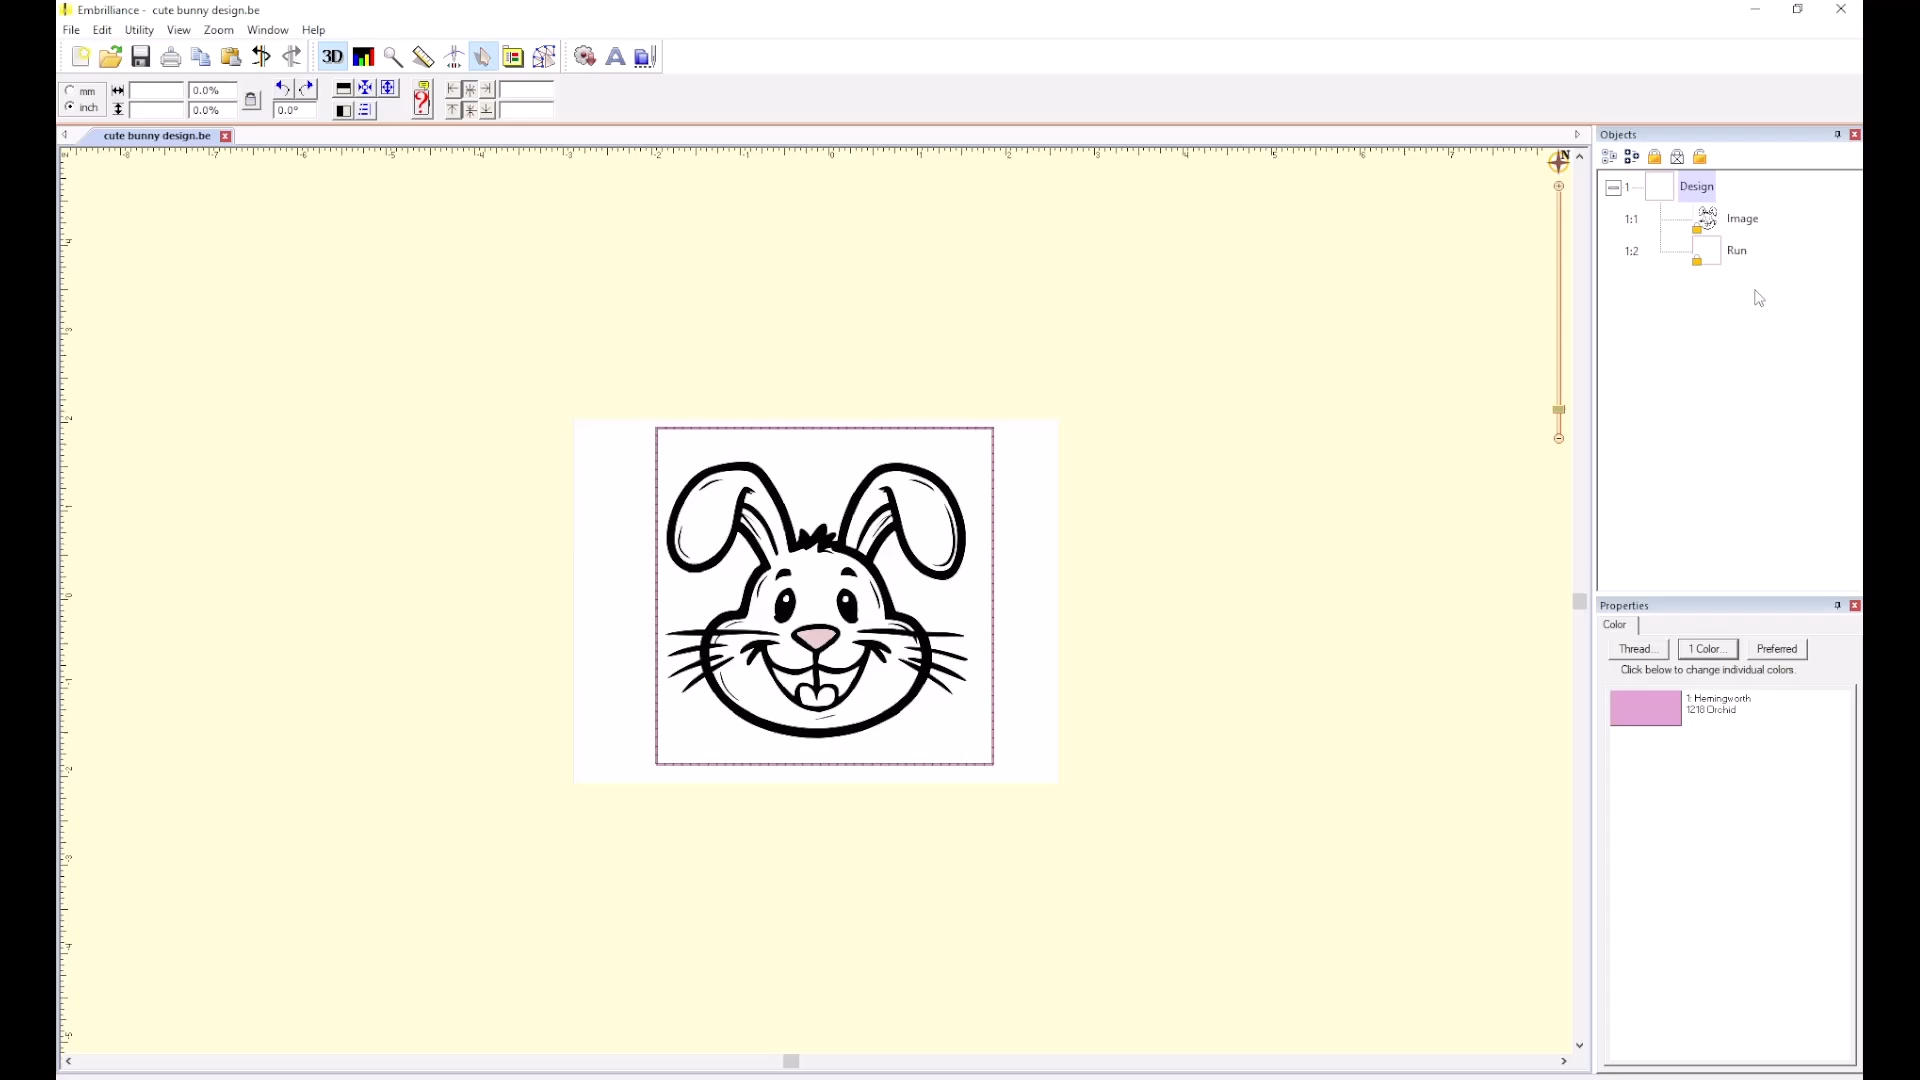 Embrilliance - cute bunny design.be
File Edit Utility View Zoom Window Help
3D
mm 0.0%
inch 0.0% 0.0°
cute bunny design.be
Objects
1 Design
1:1 Image
1:2 Run
Properties
Color
Thread... 1 Color... Preferred
Click below to change individual colors.
1: Hemingworth
1218 Orchid